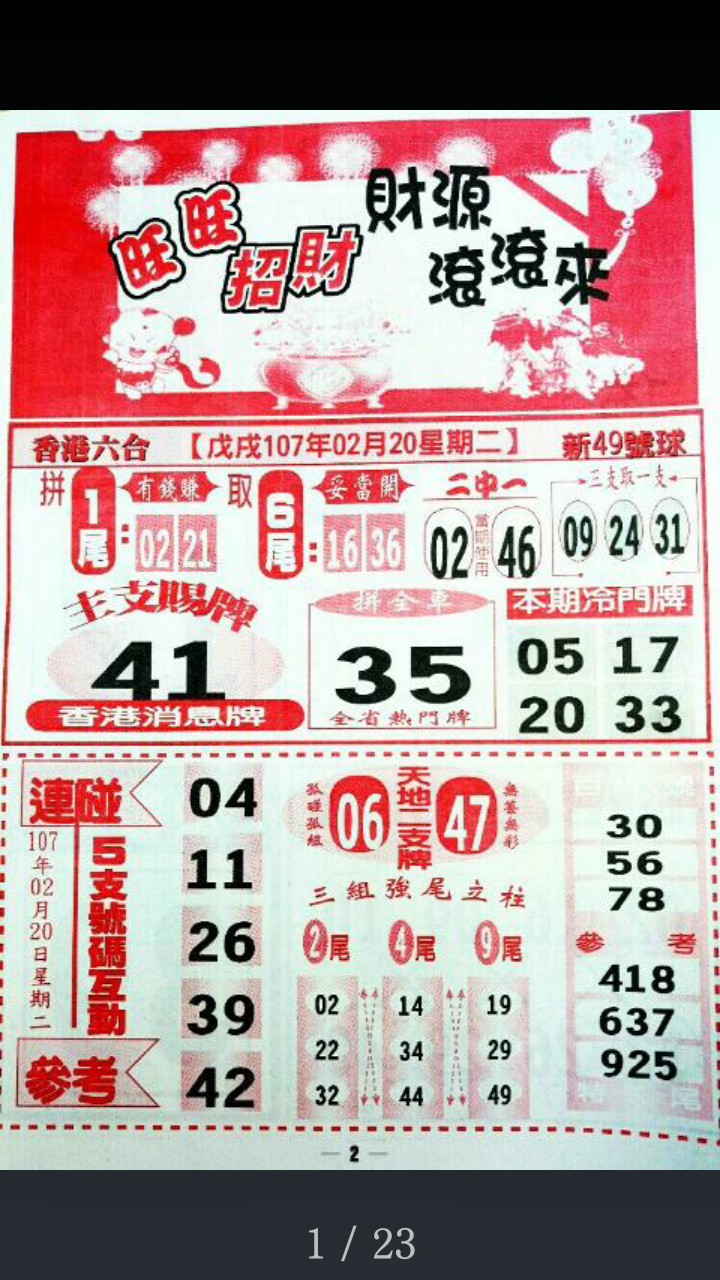 旺旺招財
財源滾滾來
香港六合
【戊戌107年02月20星期二】
新49號球
拼
1尾:
有錢賺
02 21
取
6尾:
妥當開
16 36
二中一
02
當期使用
46
三支取一支
09 24 31
主支賜牌
41
香港消息牌
拼全車
35
全省熱門牌
本期冷門牌
05 17
20 33
連碰
107年02月20日星期二
5支號碼互動
參考
04
11
26
39
42
孤碰孤組
06
天地二支牌
47
三組強尾立柱
2尾 4尾 9尾
02 14 19
22 34 29
32 44 49
30
56
78
參考
418
637
925
特尾
2
1 / 23